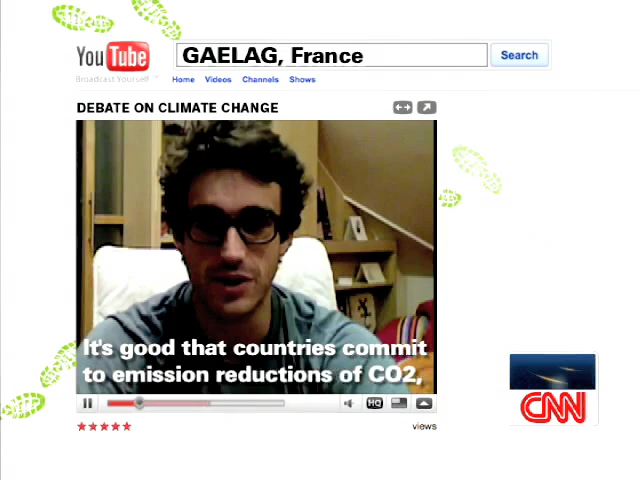 YouTube
GAELAG, France
Search
Broadcast Yourself ™
Home Videos Channels Shows
DEBATE ON CLIMATE CHANGE
It's good that countries commit
to emission reductions of CO2,
HQ
views
CNN